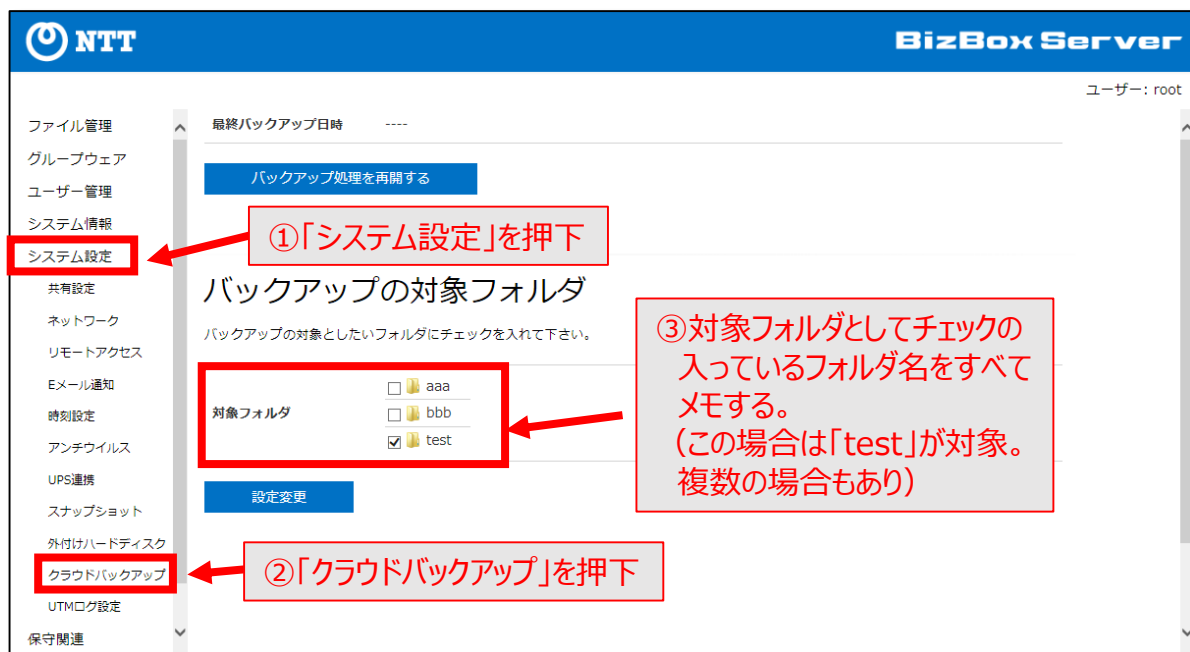 NTT
BizBox Server
ユーザー: root
ファイル管理
グループウェア
ユーザー管理
システム情報
システム設定
共有設定
ネットワーク
リモートアクセス
Eメール通知
時刻設定
アンチウイルス
UPS連携
スナップショット
外付けハードディスク
クラウドバックアップ
UTMログ設定
保守関連
最終バックアップ日時 ----
バックアップ処理を再開する
①「システム設定」を押下
バックアップの対象フォルダ
バックアップの対象としたいフォルダにチェックを入れて下さい。
対象フォルダ
aaa
bbb
test
③対象フォルダとしてチェックの
入っているフォルダ名をすべて
メモする。
(この場合は「test」が対象。
複数の場合もあり)
設定変更
②「クラウドバックアップ」を押下